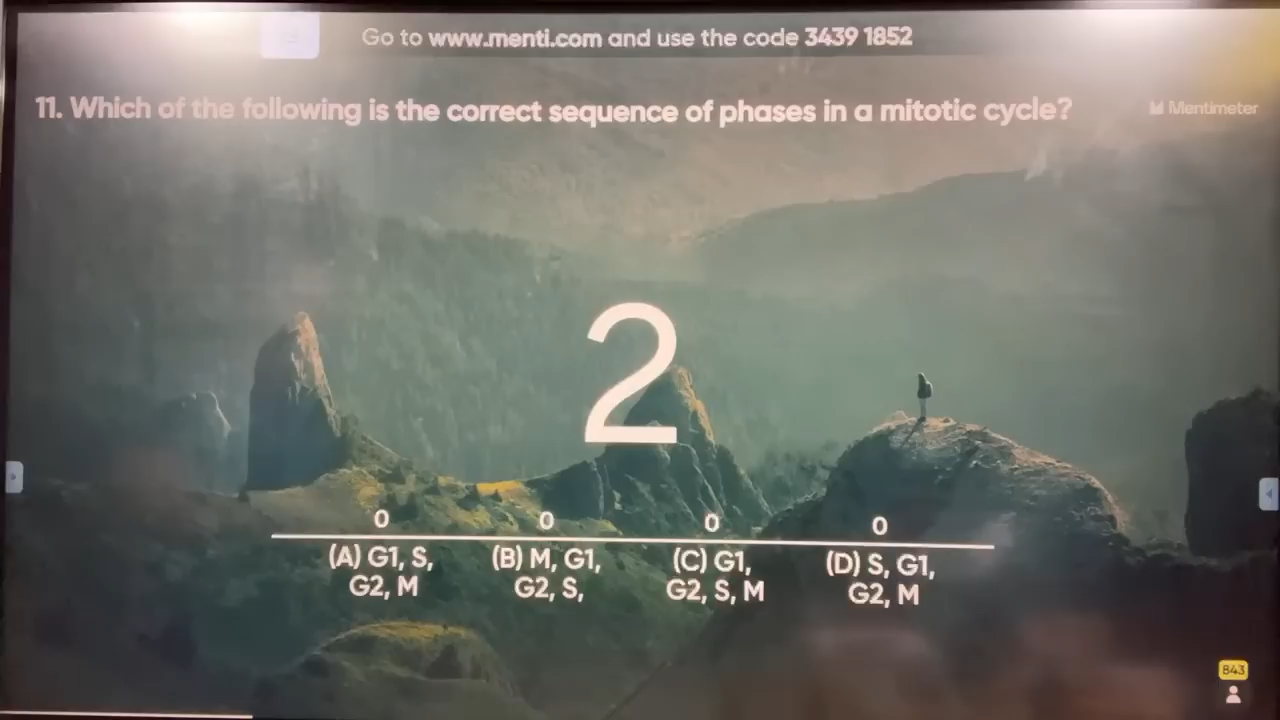 Go to www.menti.com and use the code 3439 1852
11. Which of the following is the correct sequence of phases in a mitotic cycle?
Mentimeter
2
0 0 0 0
(A) G1, S, (B) M, G1, (C) G1, (D) S, G1,
G2, M G2, S, G2, S, M G2, M
843